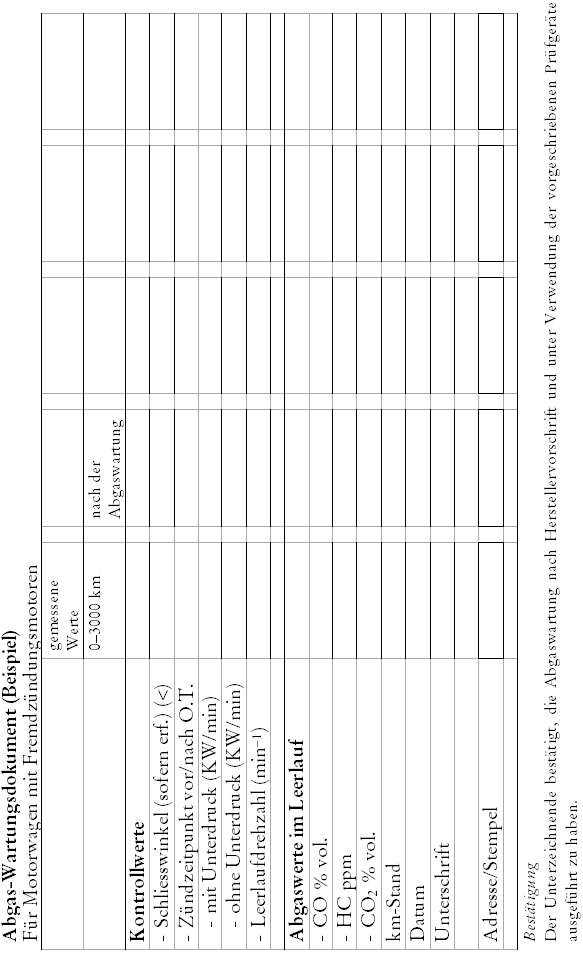 Abgas-Wartungsdokument (Beispiel)
Für Motorwagen mit Fremdzündungsmotoren
gemessene
Werte
0–3000 km
nach der
Abgaswartung
Kontrollwerte
- Schliesswinkel (sofern erf.) (<)
- Zündzeitpunkt vor/nach O.T.
- mit Unterdruck (KW/min)
- ohne Unterdruck (KW/min)
- Leerlaufdrehzahl (min⁻¹)
Abgaswerte im Leerlauf
- CO % vol.
- HC ppm
- CO₂ % vol.
km-Stand
Datum
Unterschrift
Adresse/Stempel
Bestätigung
Der Unterzeichnende bestätigt, die Abgaswartung nach Herstellervorschrift und unter Verwendung der vorgeschriebenen Prüfgeräte
ausgeführt zu haben.